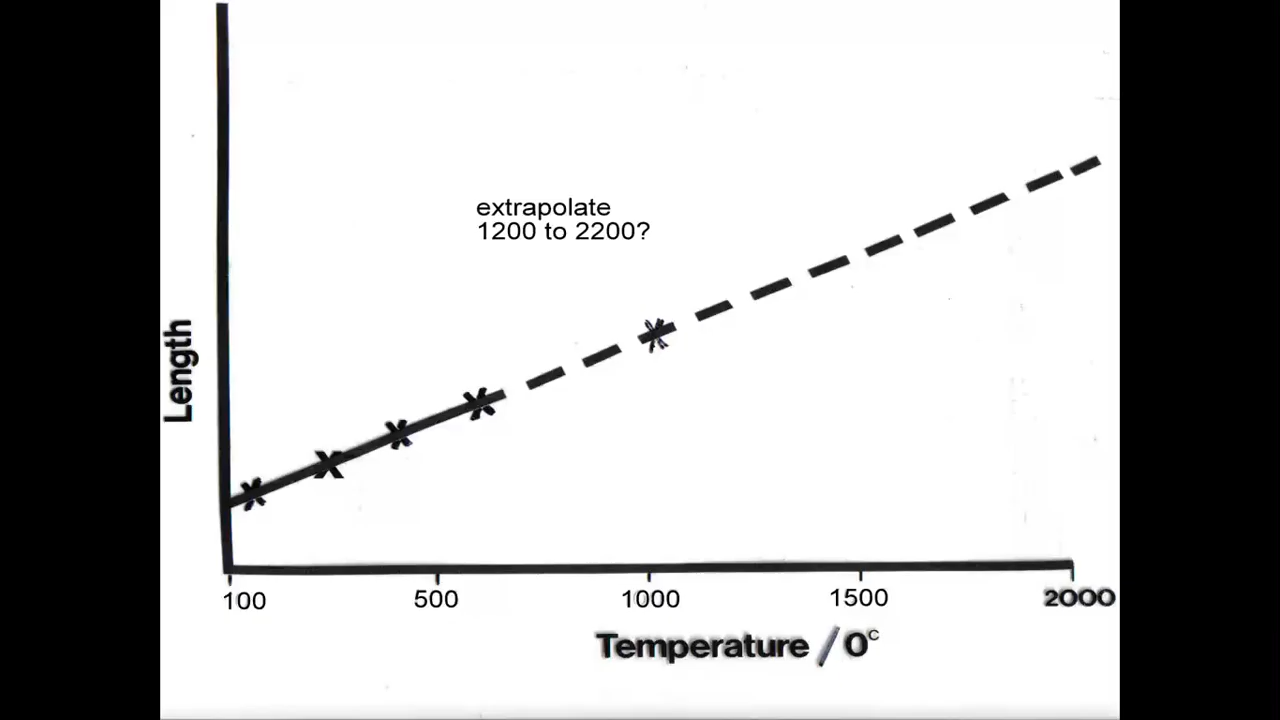 extrapolate
1200 to 2200?
Length
100
500
1000
1500
2000
Temperature / 0c